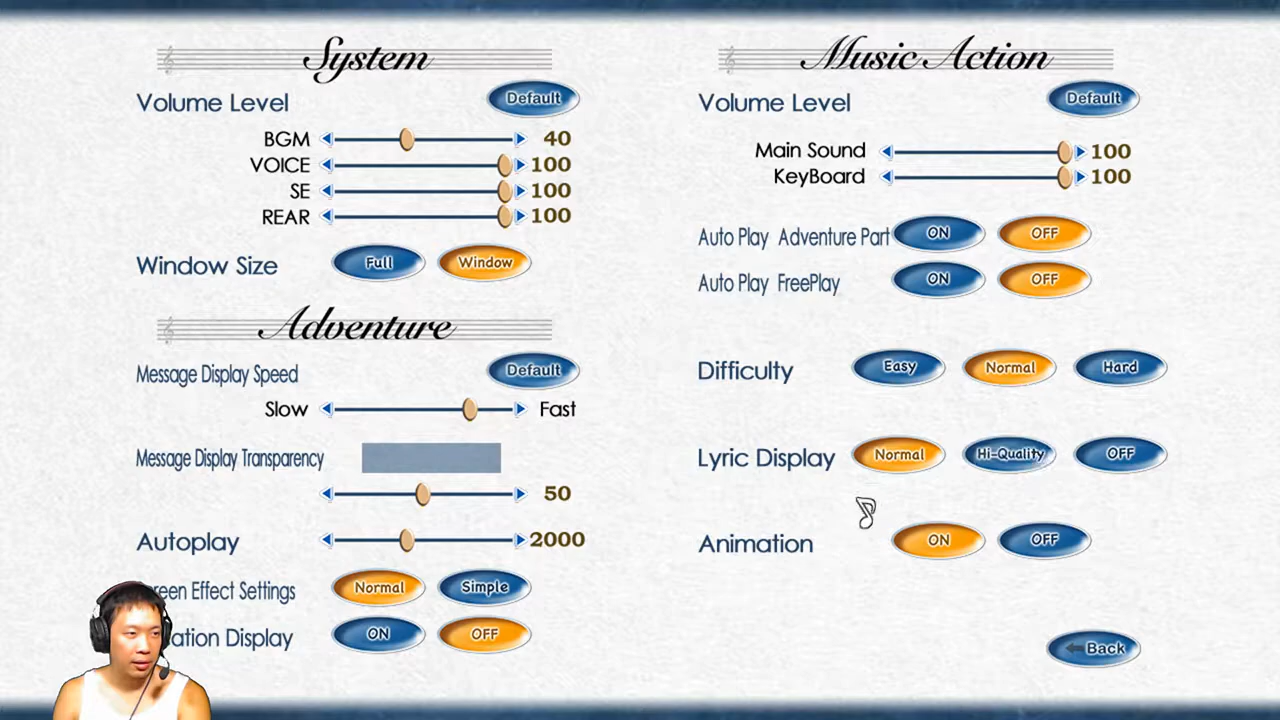 System
Volume Level Default
BGM 40
VOICE 100
SE 100
REAR 100
Window Size Full Window
Adventure
Message Display Speed Default
Slow Fast
Message Display Transparency
50
Autoplay 2000
Effect Settings Normal Simple
Display ON OFF
Music Action
Volume Level Default
Main Sound 100
KeyBoard 100
Auto Play Adventure Part ON OFF
Auto Play FreePlay ON OFF
Difficulty Easy Normal Hard
Lyric Display Normal Hi-Quality OFF
Animation ON OFF
Back